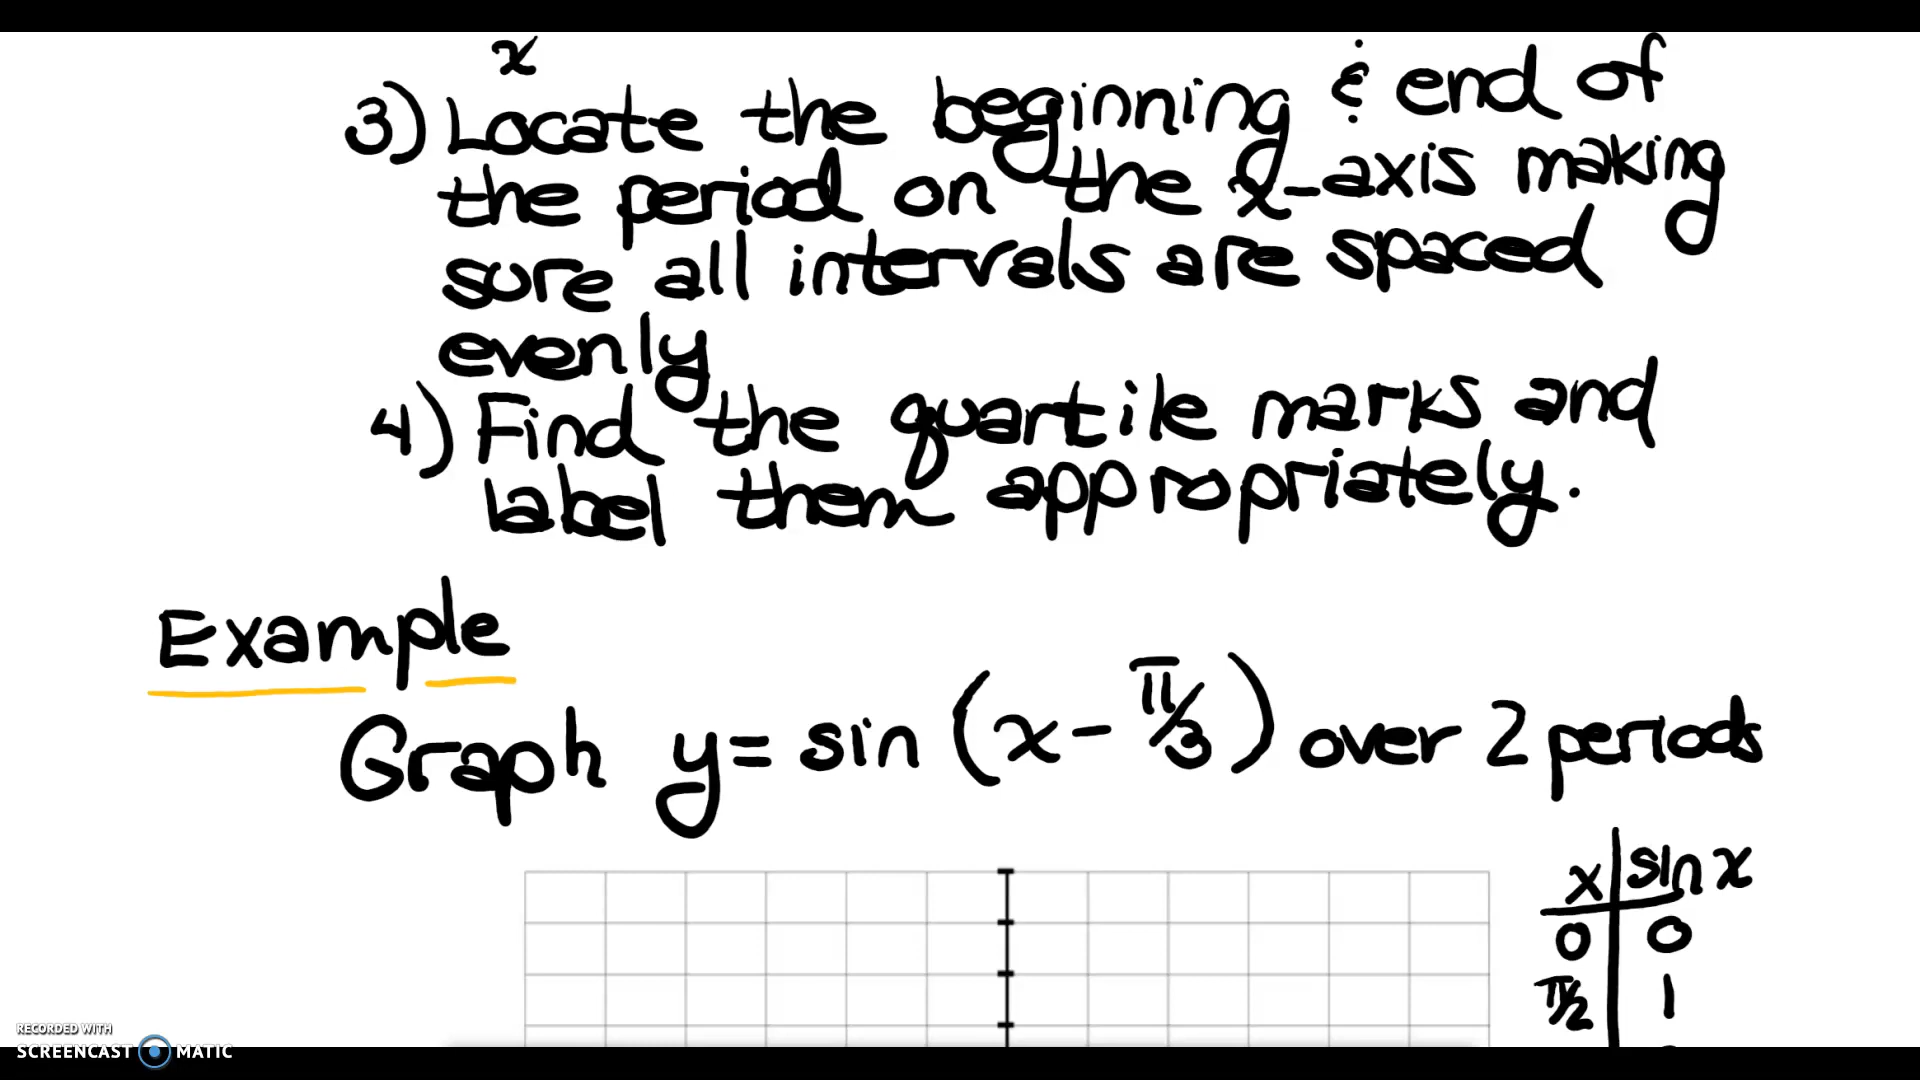 x
3) Locate the beginning & end of
the period on the x-axis making
sure all intervals are spaced
evenly
4) Find the quartile marks and
label them appropriately.
Example
Graph y = sin (x - π/3) over 2 periods
x | sin x
0 | 0
π/2 | 1
RECORDED WITH
SCREENCAST MATIC